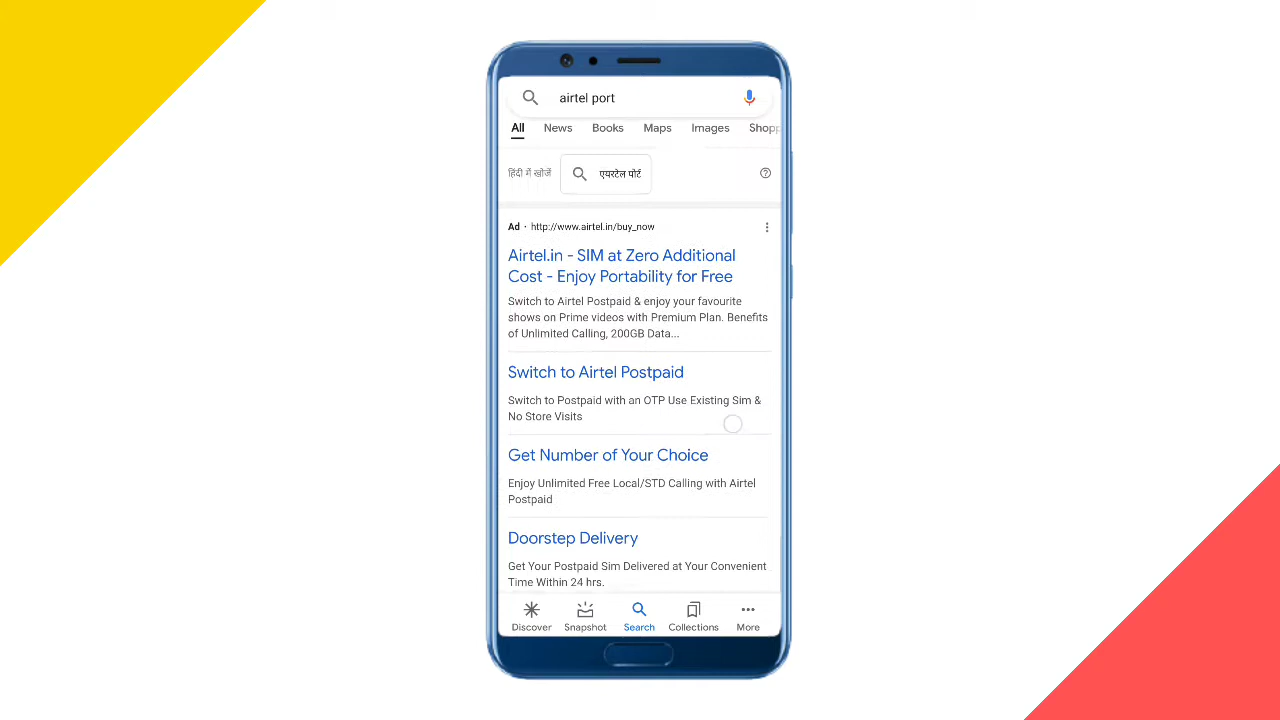 airtel port
All News Books Maps Images Shopp
हिंदी में खोजें एयरटेल पोर्ट
Ad · http://www.airtel.in/buy_now
Airtel.in - SIM at Zero Additional
Cost - Enjoy Portability for Free
Switch to Airtel Postpaid & enjoy your favourite
shows on Prime videos with Premium Plan. Benefits
of Unlimited Calling, 200GB Data...
Switch to Airtel Postpaid
Switch to Postpaid with an OTP Use Existing Sim &
No Store Visits
Get Number of Your Choice
Enjoy Unlimited Free Local/STD Calling with Airtel
Postpaid
Doorstep Delivery
Get Your Postpaid Sim Delivered at Your Convenient
Time Within 24 hrs.
Discover Snapshot Search Collections More